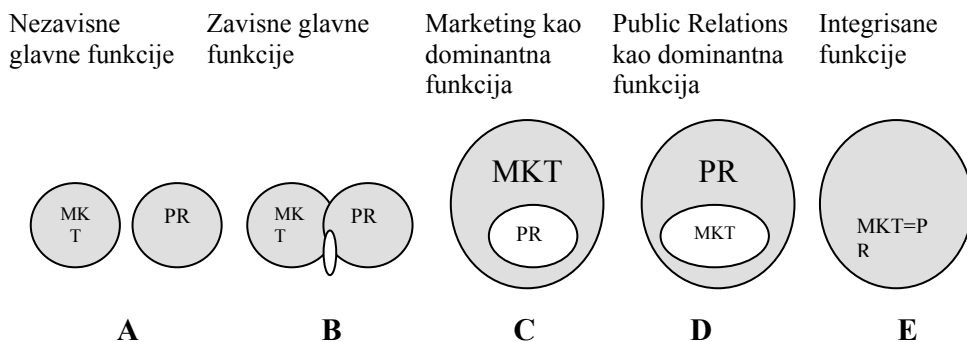 Nezavisne
glavne funkcije
Zavisne glavne
funkcije
Marketing kao
dominantna
funkcija
Public Relations
kao dominantna
funkcija
Integrisane
funkcije
MK
T
PR
MK
T
PR
MKT
PR
PR
MKT
MKT=P
R
A
B
C
D
E